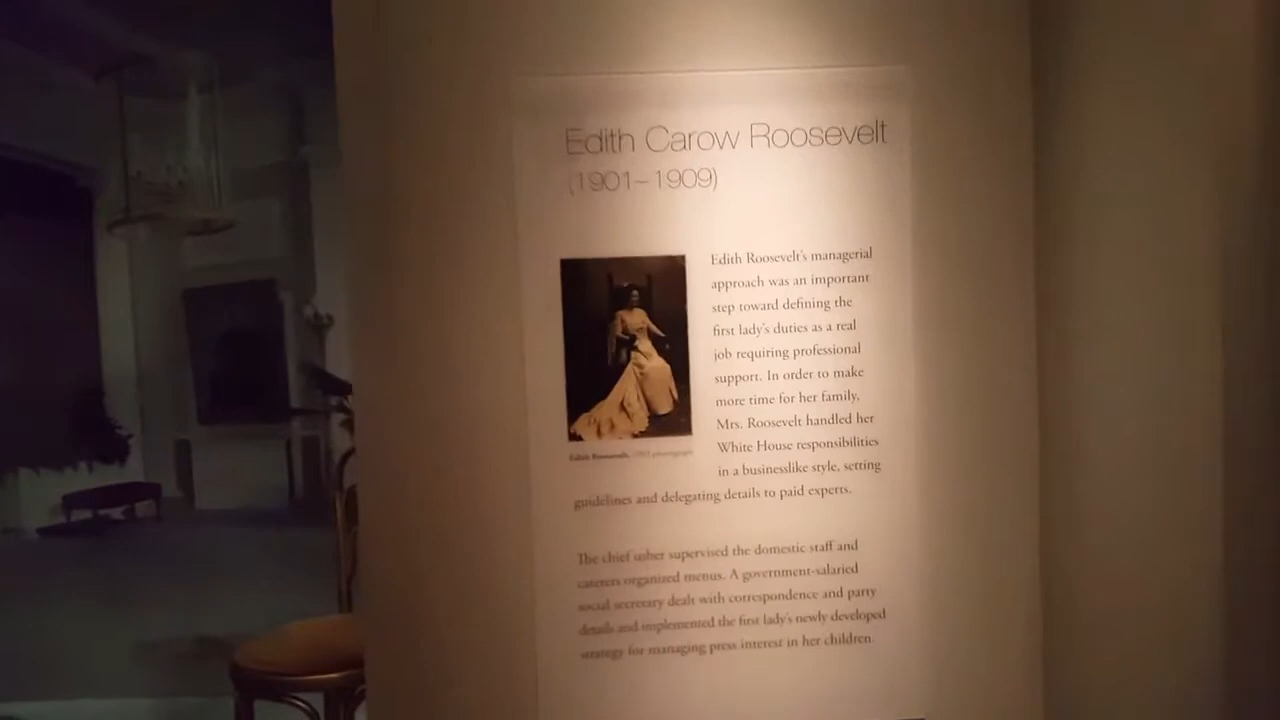 Edith Carow Roosevelt
(1901–1909)
Edith Roosevelt's managerial
approach was an important
step toward defining the
first lady's duties as a real
job requiring professional
support. In order to make
more time for her family,
Mrs. Roosevelt handled her
White House responsibilities
in a businesslike style, setting
guidelines and delegating details to paid experts.
Edith Roosevelt, photograph
The chief usher supervised the domestic staff and
caterers organized menus. A government-salaried
social secretary dealt with correspondence and party
details and implemented the first lady's newly developed
strategy for managing press interest in her children.